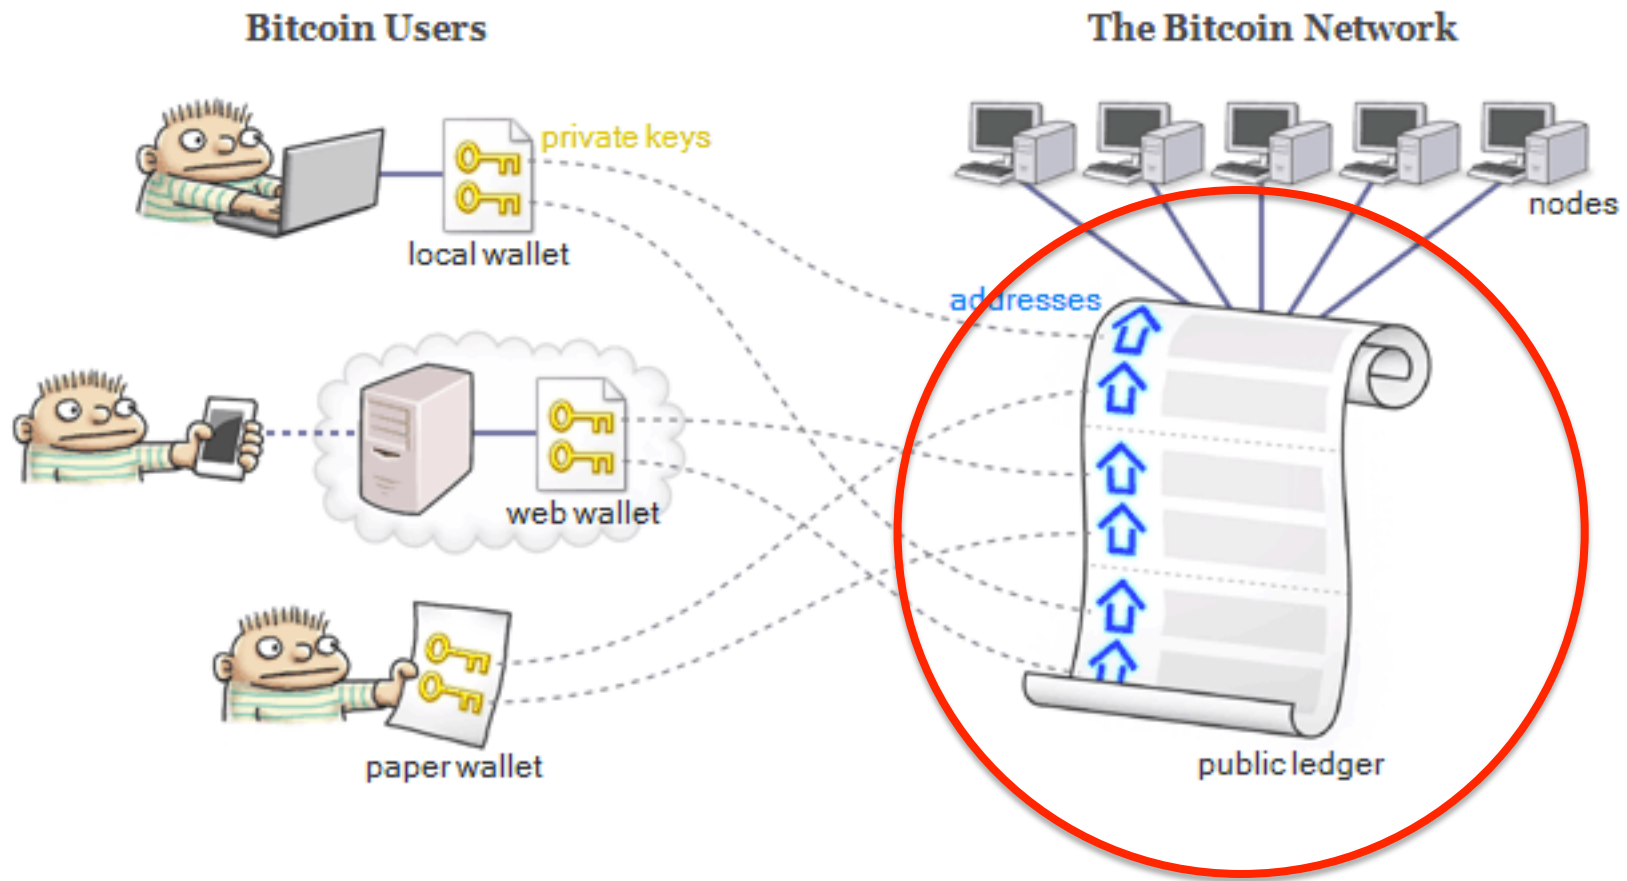 Bitcoin Users
The Bitcoin Network
private keys
nodes
local wallet
addresses
web wallet
paper wallet
public ledger